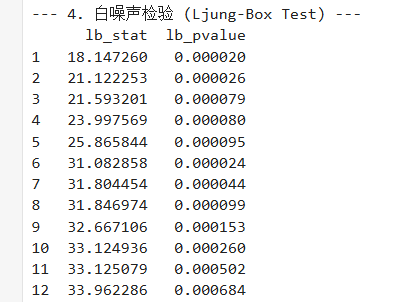 --- 4. 白噪声检验 (Ljung-Box Test) ---
lb_stat lb_pvalue
1 18.147260 0.000020
2 21.122253 0.000026
3 21.593201 0.000079
4 23.997569 0.000080
5 25.865844 0.000095
6 31.082858 0.000024
7 31.804454 0.000044
8 31.846974 0.000099
9 32.667106 0.000153
10 33.124936 0.000260
11 33.125079 0.000502
12 33.962286 0.000684